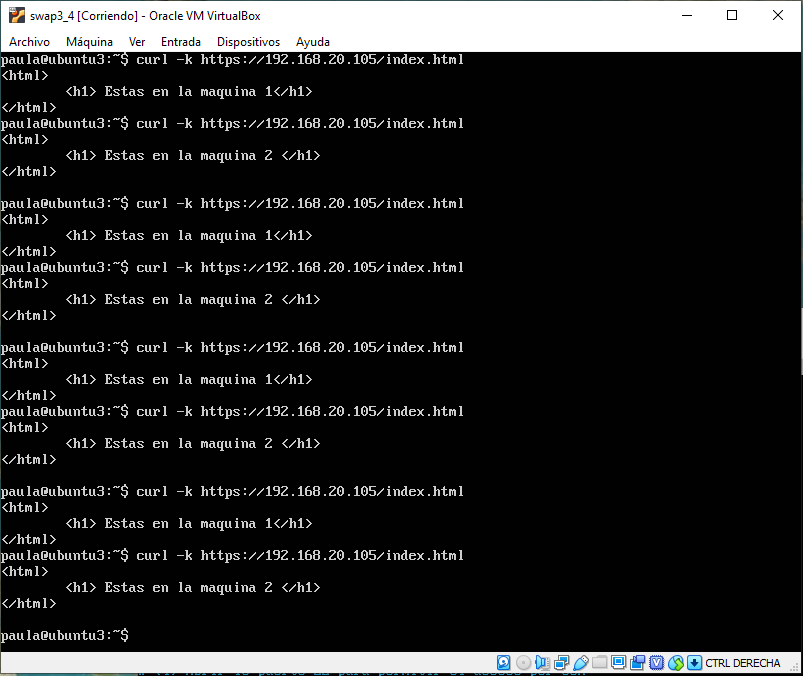 swap3_4 [Corriendo] - Oracle VM VirtualBox
Archivo Máquina Ver Entrada Dispositivos Ayuda
paula@ubuntu3:~$ curl -k https://192.168.20.105/index.html
<html>
<h1> Estas en la maquina 1</h1>
</html>
paula@ubuntu3:~$ curl -k https://192.168.20.105/index.html
<html>
<h1> Estas en la maquina 2 </h1>
</html>
paula@ubuntu3:~$ curl -k https://192.168.20.105/index.html
<html>
<h1> Estas en la maquina 1</h1>
</html>
paula@ubuntu3:~$ curl -k https://192.168.20.105/index.html
<html>
<h1> Estas en la maquina 2 </h1>
</html>
paula@ubuntu3:~$ curl -k https://192.168.20.105/index.html
<html>
<h1> Estas en la maquina 1</h1>
</html>
paula@ubuntu3:~$ curl -k https://192.168.20.105/index.html
<html>
<h1> Estas en la maquina 2 </h1>
</html>
paula@ubuntu3:~$ curl -k https://192.168.20.105/index.html
<html>
<h1> Estas en la maquina 1</h1>
</html>
paula@ubuntu3:~$ curl -k https://192.168.20.105/index.html
<html>
<h1> Estas en la maquina 2 </h1>
</html>
paula@ubuntu3:~$
CTRL DERECHA